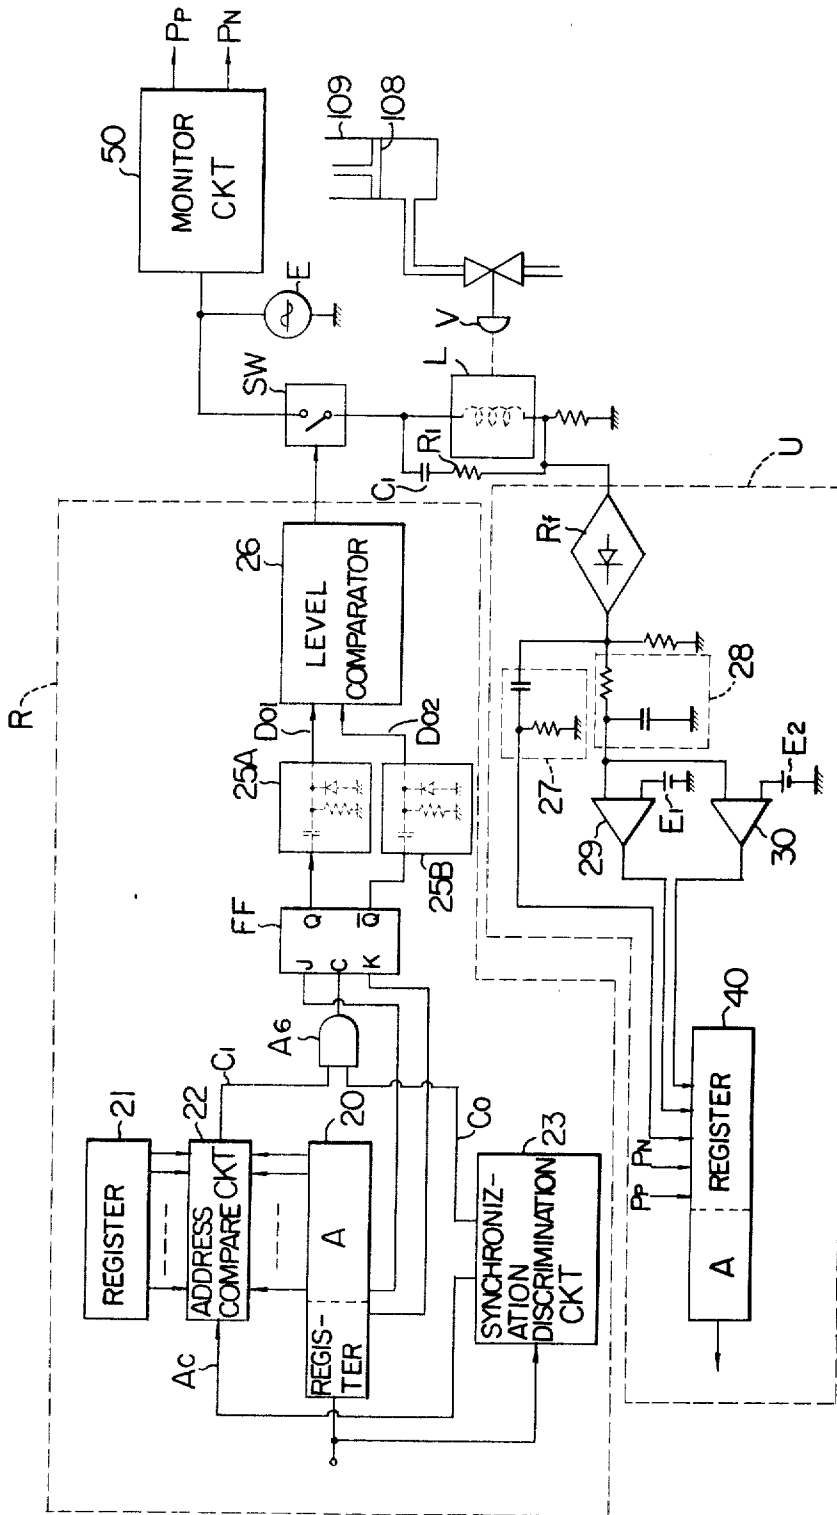 R
21
REGISTER
22
ADDRESS
COMPARE CKT
AC
C1
A6
20
REGIS-
TER
A
C0
23
SYNCHRONIZ-
ATION
DISCRIMINATION
CKT
FF
J
C
K
Q
Q̅
25A
25B
D01
D02
26
LEVEL
COMPARATOR
SW
50
MONITOR
CKT
PP
PN
E
109
108
V
L
C1
R1
U
Rf
27
28
29
30
E1
E2
40
A
REGISTER
PP
PN